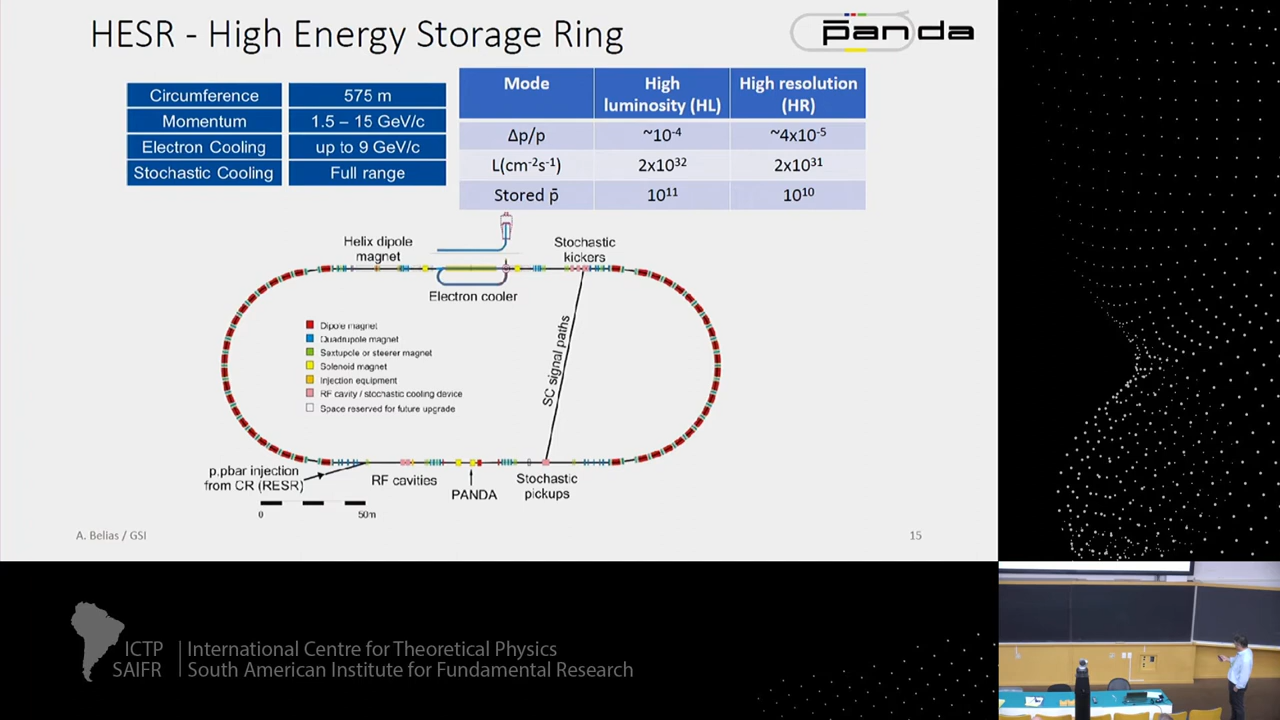 HESR - High Energy Storage Ring
p̄anda
Circumference 575 m
Momentum 1.5 – 15 GeV/c
Electron Cooling up to 9 GeV/c
Stochastic Cooling Full range
Mode High luminosity (HL) High resolution (HR)
Δp/p ~10⁻⁴ ~4x10⁻⁵
L(cm⁻²s⁻¹) 2x10³² 2x10³¹
Stored p̄ 10¹¹ 10¹⁰
Helix dipole
magnet
Stochastic
kickers
Electron cooler
Dipole magnet
Quadrupole magnet
Sextupole or steerer magnet
Solenoid magnet
Injection equipment
RF cavity / stochastic cooling device
Space reserved for future upgrade
SC signal paths
p,pbar injection
from CR (RESR)
RF cavities
PANDA
Stochastic
pickups
0 50m
A. Belias / GSI
15
ICTP International Centre for Theoretical Physics
SAIFR South American Institute for Fundamental Research